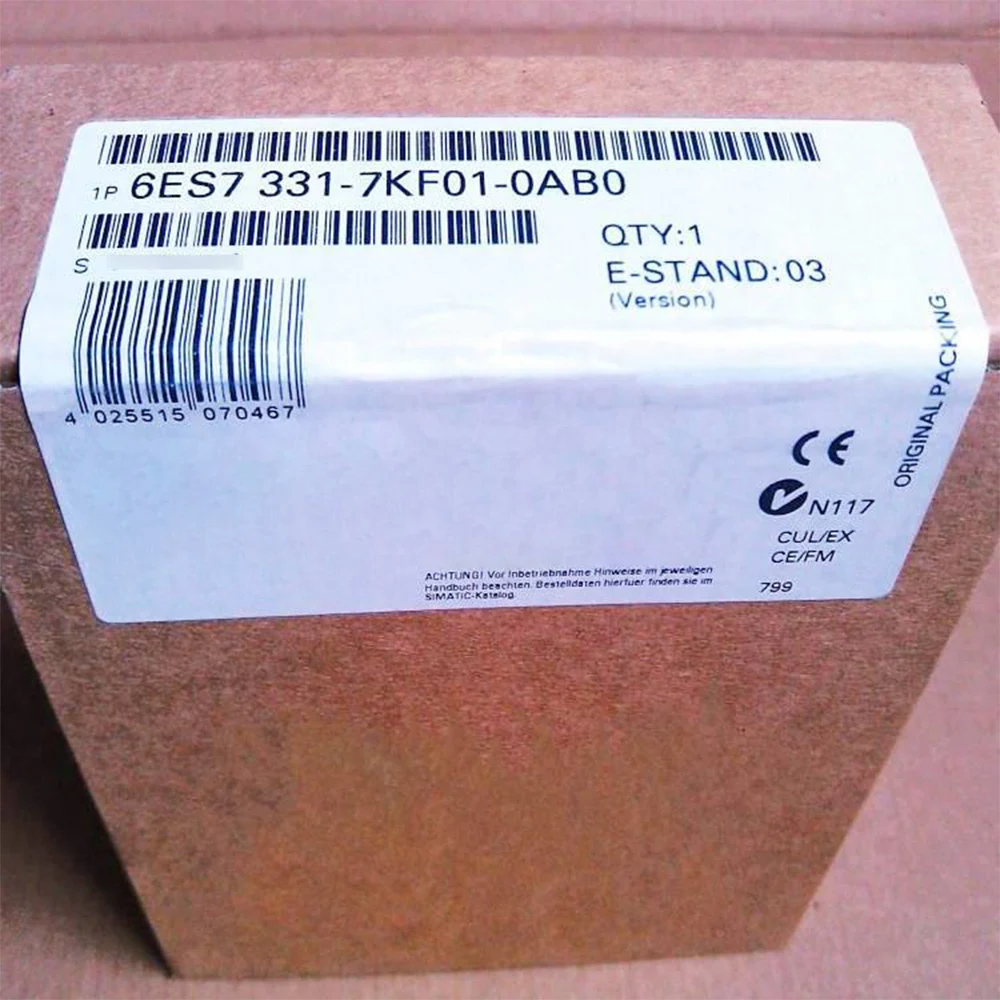 1P 6ES7 331-7KF01-0AB0
S
QTY:1
E-STAND:03
(Version)
4 025515 070467
ORIGINAL PACKING
CE
N117
CUL/EX
CE/FM
799
ACHTUNG! Vor Inbetriebnahme Hinweise im jeweiligen
Handbuch beachten. Bestelldaten hierfuer finden sie im
SIMATIC-Katalog.